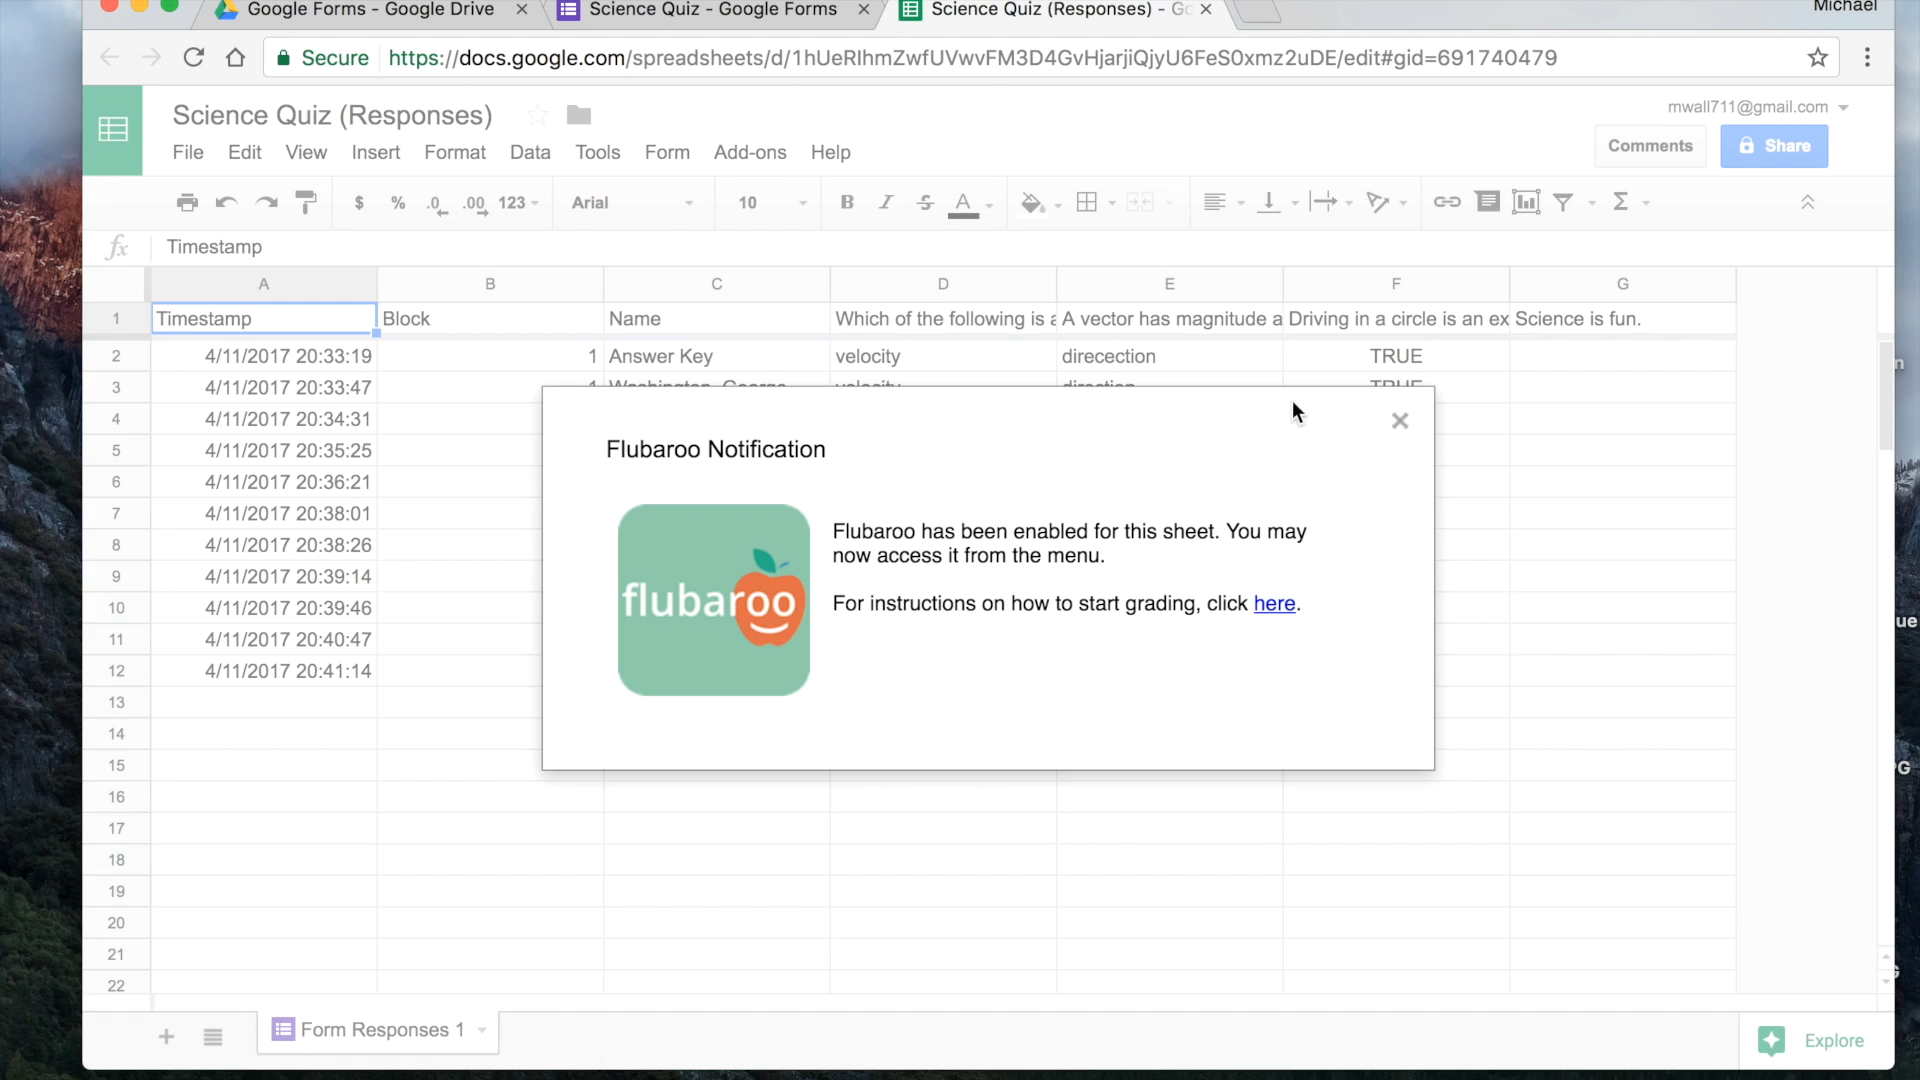 Michael
Google Forms - Google Drive
Science Quiz - Google Forms
Science Quiz (Responses) - Go
Secure
https://docs.google.com/spreadsheets/d/1hUeRlhmZwfUVwvFM3D4GvHjarjiQjyU6FeS0xmz2uDE/edit#gid=691740479
Science Quiz (Responses)
mwall711@gmail.com
File Edit View Insert Format Data Tools Form Add-ons Help
Comments
Share
$ % .0 .00 123 Arial 10 B I S A Σ
fx Timestamp
A B C D E F G
1 Timestamp Block Name Which of the following is a A vector has magnitude a Driving in a circle is an ex Science is fun.
2 4/11/2017 20:33:19 1 Answer Key velocity direcection TRUE
3 4/11/2017 20:33:47 1 Washington, George velocity direction TRUE
4 4/11/2017 20:34:31
5 4/11/2017 20:35:25
6 4/11/2017 20:36:21
7 4/11/2017 20:38:01
8 4/11/2017 20:38:26
9 4/11/2017 20:39:14
10 4/11/2017 20:39:46
11 4/11/2017 20:40:47
12 4/11/2017 20:41:14
13
14
15
16
17
18
19
20
21
22
Flubaroo Notification
flubaroo
Flubaroo has been enabled for this sheet. You may
now access it from the menu.
For instructions on how to start grading, click here.
Form Responses 1
Explore